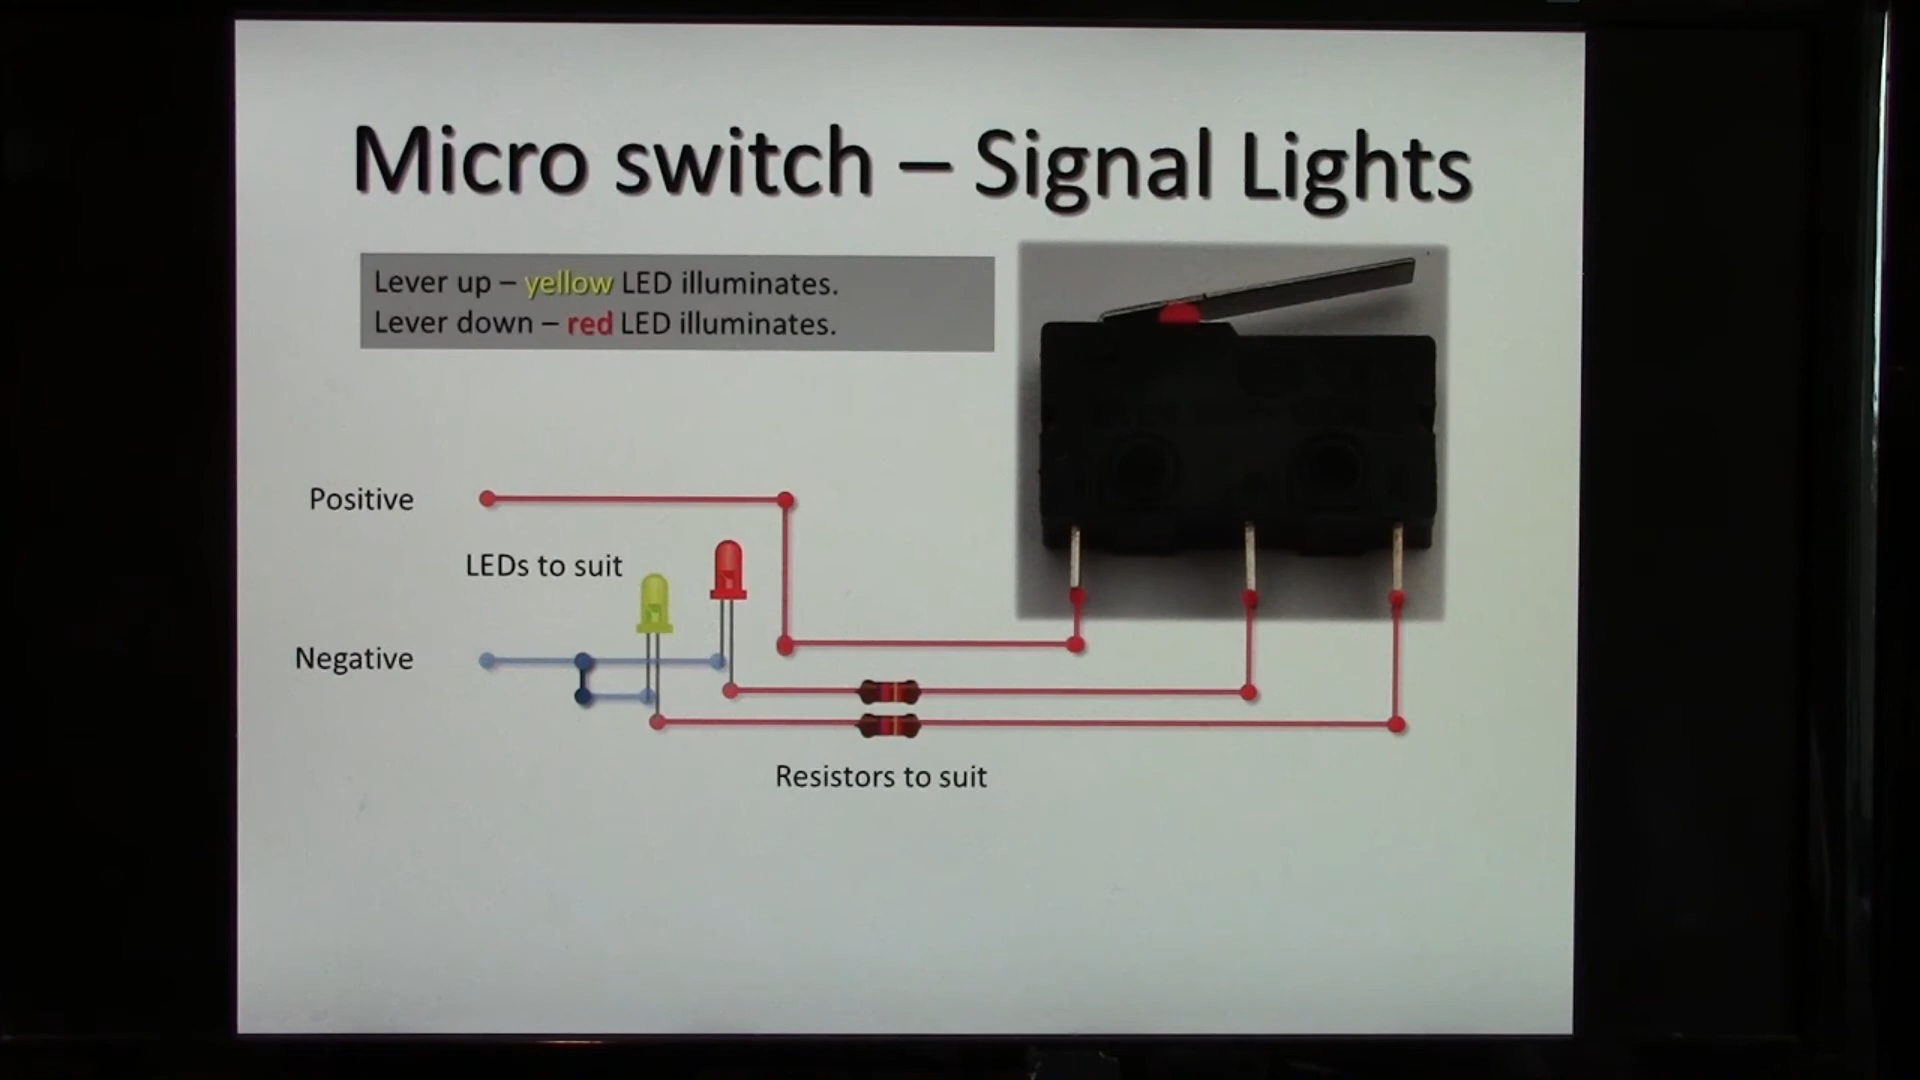 Micro switch – Signal Lights
Lever up – yellow LED illuminates.
Lever down – red LED illuminates.
Positive
LEDs to suit
Negative
Resistors to suit